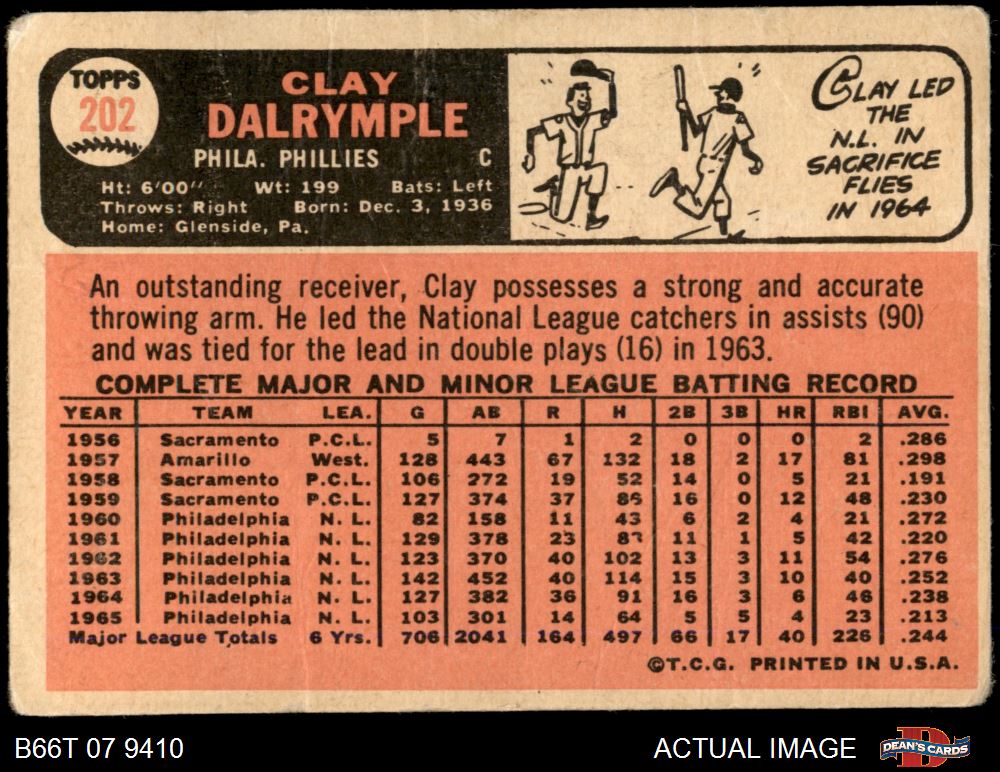 TOPPS
202
CLAY
DALRYMPLE
PHILA. PHILLIES C
Ht: 6'00" Wt: 199 Bats: Left
Throws: Right Born: Dec. 3, 1936
Home: Glenside, Pa.
CLAY LED
THE
N.L. IN
SACRIFICE
FLIES
IN 1964
An outstanding receiver, Clay possesses a strong and accurate
throwing arm. He led the National League catchers in assists (90)
and was tied for the lead in double plays (16) in 1963.
COMPLETE MAJOR AND MINOR LEAGUE BATTING RECORD
YEAR TEAM LEA. G AB R H 2B 3B HR RBI AVG.
1956 Sacramento P.C.L. 5 7 1 2 0 0 0 2 .286
1957 Amarillo West. 128 443 67 132 18 2 17 81 .298
1958 Sacramento P.C.L. 106 272 19 52 14 0 5 21 .191
1959 Sacramento P.C.L. 127 374 37 86 16 0 12 48 .230
1960 Philadelphia N. L. 82 158 11 43 6 2 4 21 .272
1961 Philadelphia N. L. 129 378 23 83 11 1 5 42 .220
1962 Philadelphia N. L. 123 370 40 102 13 3 11 54 .276
1963 Philadelphia N. L. 142 452 40 114 15 3 10 40 .252
1964 Philadelphia N. L. 127 382 36 91 16 3 6 46 .238
1965 Philadelphia N. L. 103 301 14 64 5 5 4 23 .213
Major League Totals 6 Yrs. 706 2041 164 497 66 17 40 226 .244
©T.C.G. PRINTED IN U.S.A.
B66T 07 9410 ACTUAL IMAGE DEAN'S CARDS